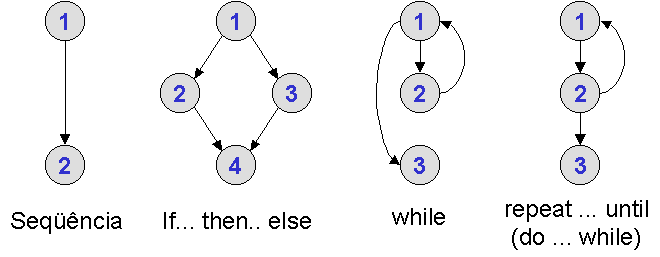 1
2
Seqüência
1
2
3
4
If... then.. else
1
2
3
while
1
2
3
repeat ... until
(do ... while)